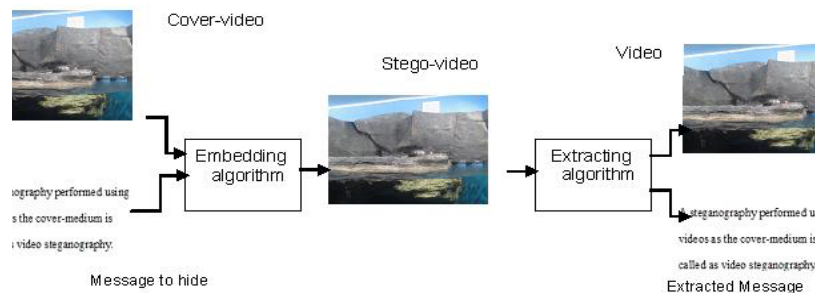 Cover-video
Stego-video
Video
Embedding
algorithm
Extracting
algorithm
nography performed using
s the cover-medium is
s video steganography.
Message to hide
A steganography performed u
videos as the cover-medium is
called as video steganography
Extracted Message